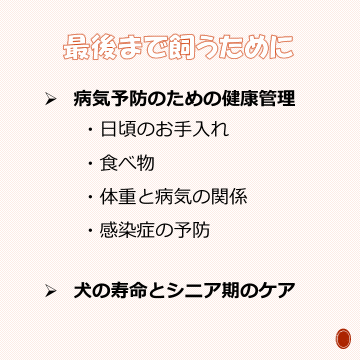 最後まで飼うために
➢ 病気予防のための健康管理
・日頃のお手入れ
・食べ物
・体重と病気の関係
・感染症の予防
➢ 犬の寿命とシニア期のケア